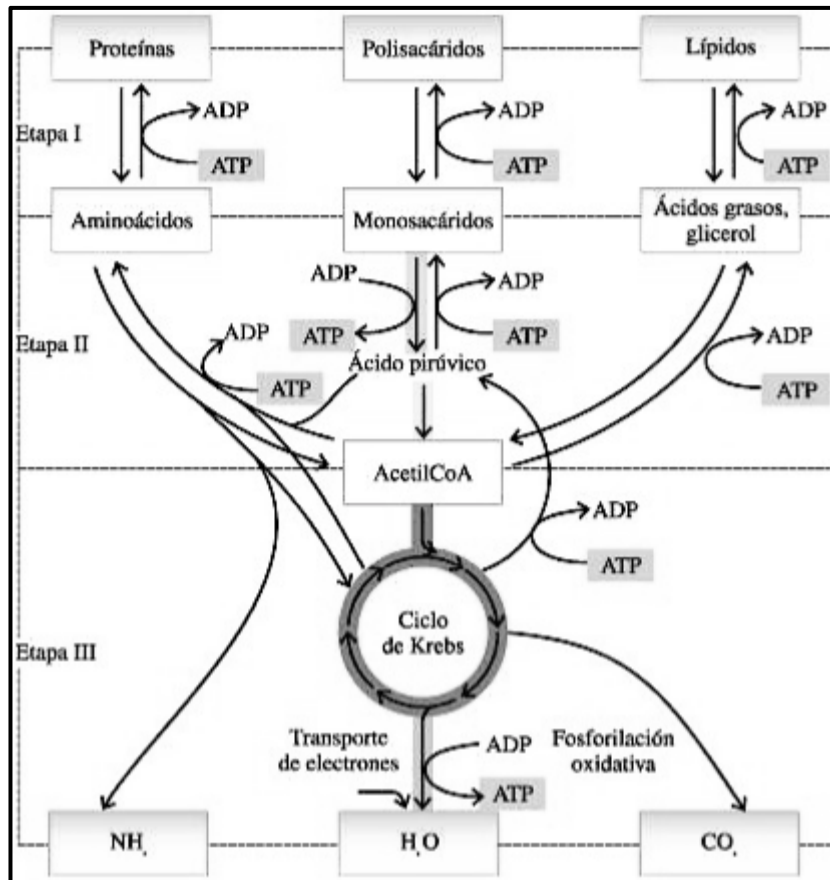 Proteínas
Polisacáridos
Lípidos
ADP
ADP
ADP
Etapa I
ATP
ATP
ATP
Aminoácidos
Monosacáridos
Ácidos grasos,
glicerol
ADP
ADP
ADP
ADP
Etapa II
ATP
ATP
ATP
ATP
Ácido pirúvico
AcetilCoA
ADP
ATP
Ciclo
de Krebs
Etapa III
Transporte
de electrones
ADP
ATP
Fosforilación
oxidativa
NH
H O
CO